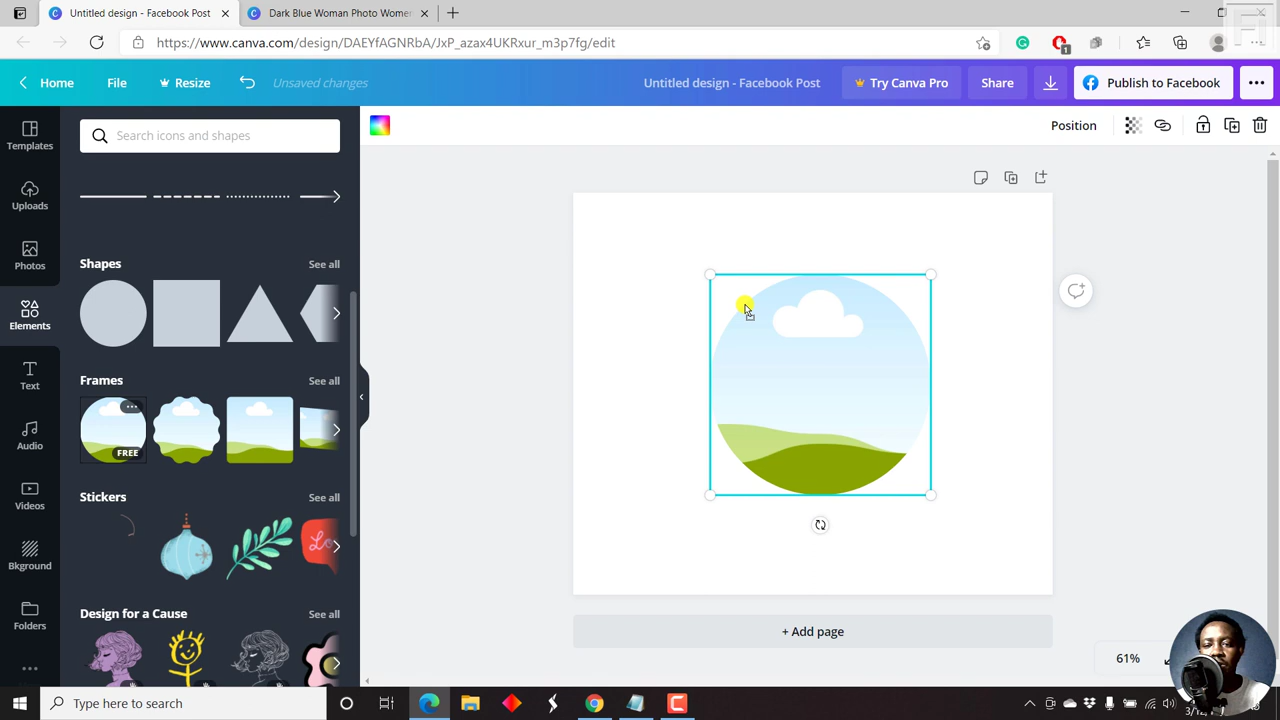 Untitled design - Facebook Post
Dark Blue Woman Photo Women
https://www.canva.com/design/DAEYfAGNRbA/JxP_azax4UKRxur_m3p7fg/edit
1
Home
File
Resize
Unsaved changes
Untitled design - Facebook Post
Try Canva Pro
Share
Publish to Facebook
Templates
Uploads
Photos
Elements
Text
Audio
Videos
Bkground
Folders
Search icons and shapes
Shapes
See all
Frames
See all
FREE
Stickers
See all
Design for a Cause
See all
Position
+ Add page
61%
Type here to search